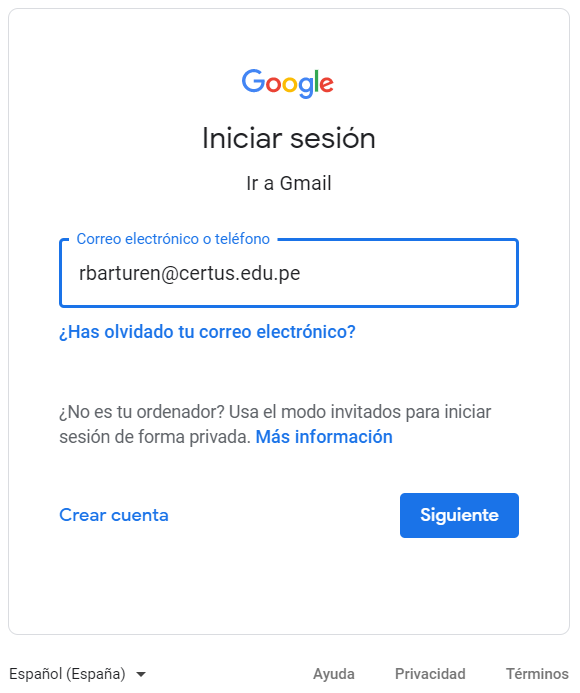 Google
Iniciar sesión
Ir a Gmail
Correo electrónico o teléfono
rbarturen@certus.edu.pe
¿Has olvidado tu correo electrónico?
¿No es tu ordenador? Usa el modo invitados para iniciar
sesión de forma privada. Más información
Crear cuenta
Siguiente
Español (España)
Ayuda
Privacidad
Términos